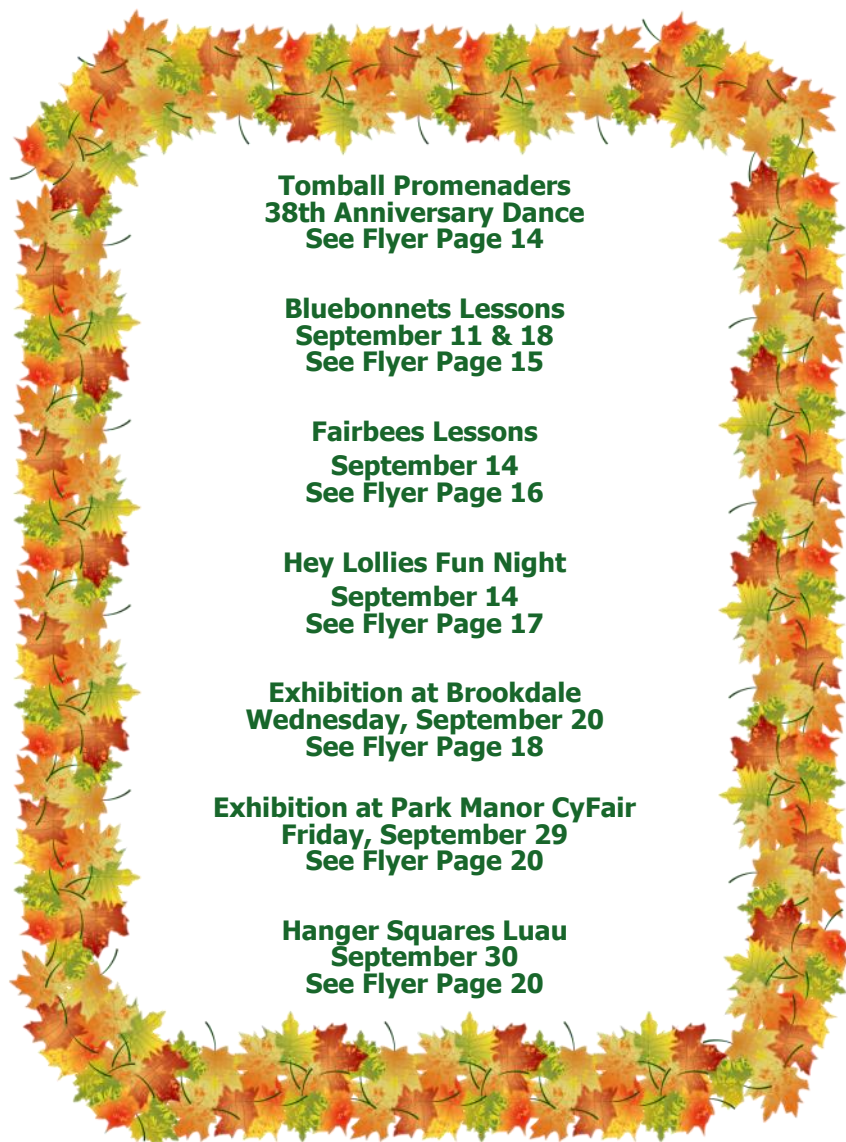 Tomball Promenaders
38th Anniversary Dance
See Flyer Page 14
Bluebonnets Lessons
September 11 & 18
See Flyer Page 15
Fairbees Lessons
September 14
See Flyer Page 16
Hey Lollies Fun Night
September 14
See Flyer Page 17
Exhibition at Brookdale
Wednesday, September 20
See Flyer Page 18
Exhibition at Park Manor CyFair
Friday, September 29
See Flyer Page 20
Hanger Squares Luau
September 30
See Flyer Page 20